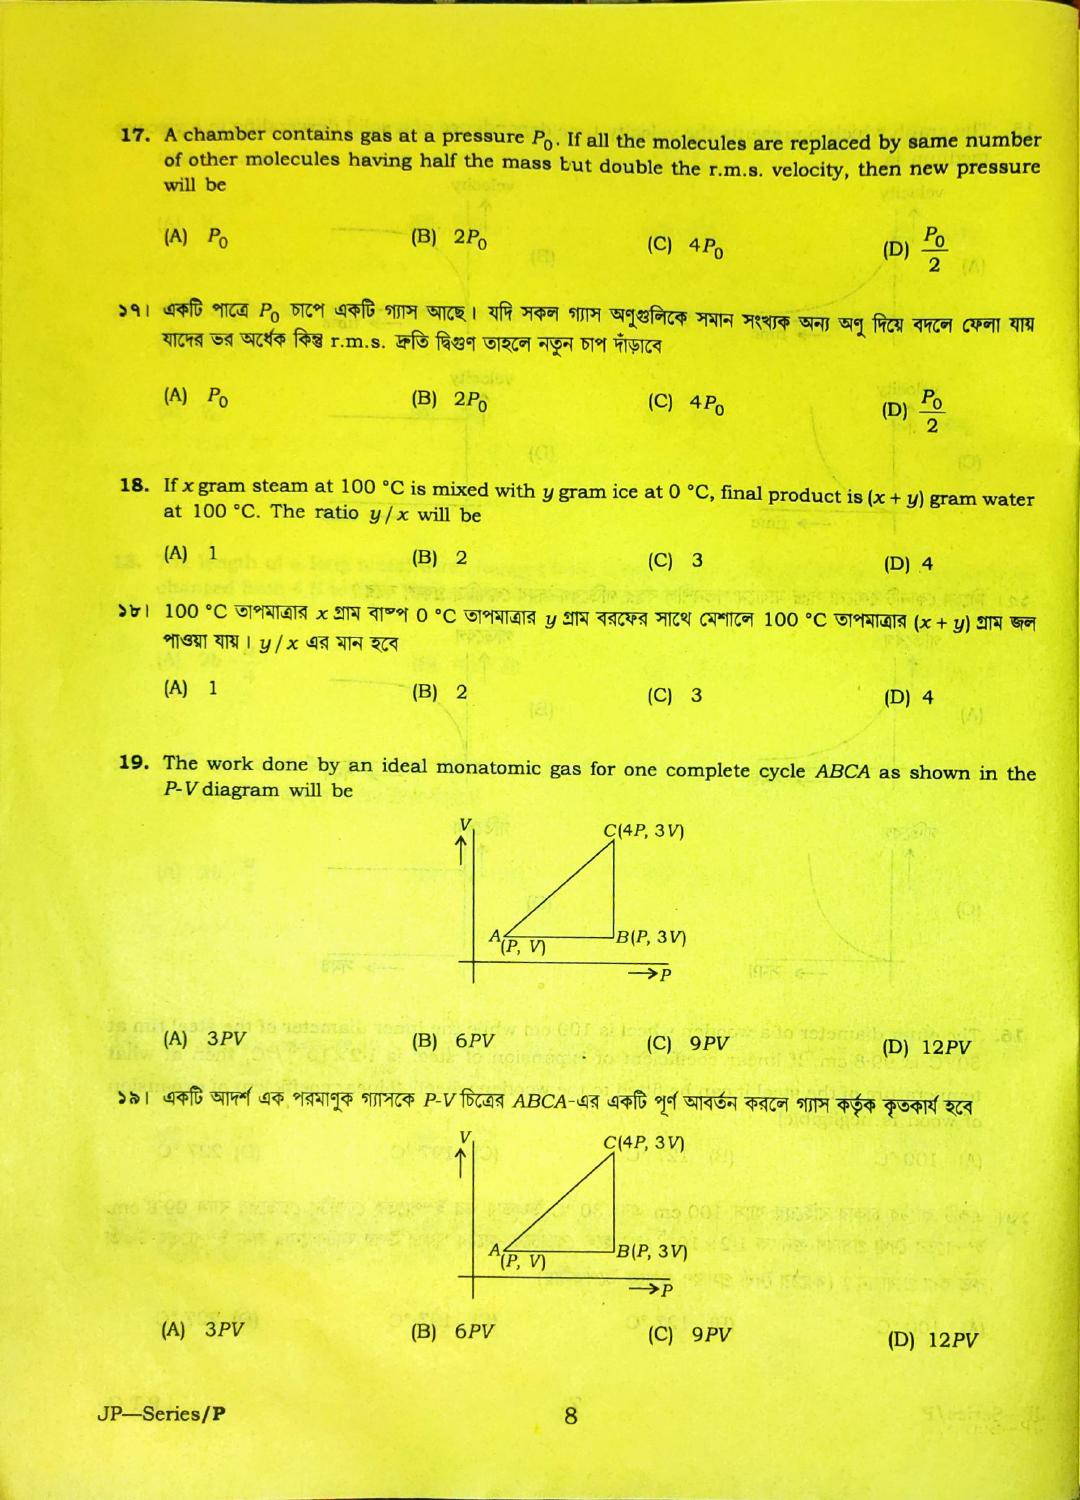 17. A chamber contains gas at a pressure P₀. If all the molecules are replaced by same number
of other molecules having half the mass but double the r.m.s. velocity, then new pressure
will be
(A) P₀ (B) 2P₀ (C) 4P₀ (D) P₀/2
১৭। একটি পাত্রে P₀ চাপে একটি গ্যাস আছে। যদি সকল গ্যাস অণুগুলিকে সমান সংখ্যক অন্য অণু দিয়ে বদলে ফেলা যায়
যাদের ভর অর্ধেক কিন্তু r.m.s. দ্রুতি দ্বিগুণ তাহলে নতুন চাপ দাঁড়াবে
(A) P₀ (B) 2P₀ (C) 4P₀ (D) P₀/2
18. If x gram steam at 100 °C is mixed with y gram ice at 0 °C, final product is (x + y) gram water
at 100 °C. The ratio y / x will be
(A) 1 (B) 2 (C) 3 (D) 4
১৮। 100 °C তাপমাত্রার x গ্রাম বাষ্প 0 °C তাপমাত্রার y গ্রাম বরফের সাথে মেশালে 100 °C তাপমাত্রার (x + y) গ্রাম জল
পাওয়া যায়। y / x এর মান হবে
(A) 1 (B) 2 (C) 3 (D) 4
19. The work done by an ideal monatomic gas for one complete cycle ABCA as shown in the
P-V diagram will be
V
C(4P, 3V)
A B(P, 3V)
(P, V)
→P
(A) 3PV (B) 6PV (C) 9PV (D) 12PV
১৯। একটি আদর্শ এক পরমাণুক গ্যাসকে P-V চিত্রের ABCA-এর একটি পূর্ণ আবর্তন করলে গ্যাস কর্তৃক কৃতকার্য হবে
V
C(4P, 3V)
A B(P, 3V)
(P, V)
→P
(A) 3PV (B) 6PV (C) 9PV (D) 12PV
JP—Series/P 8